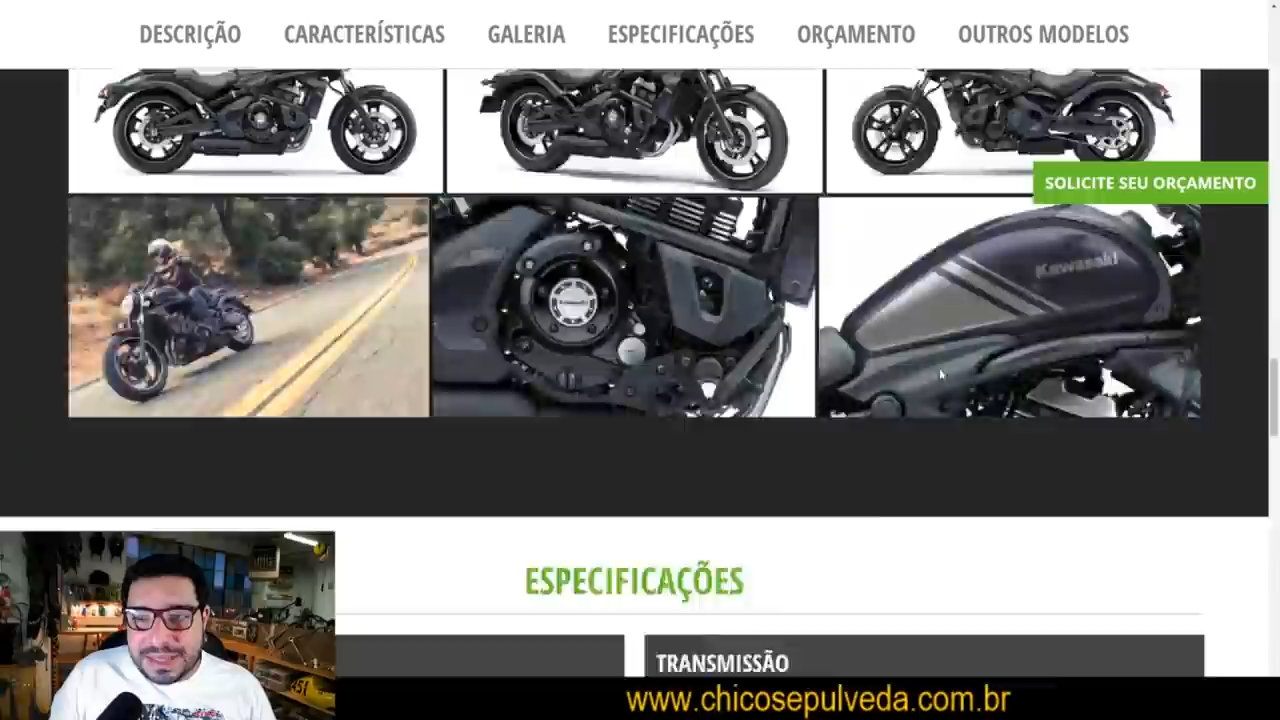 DESCRIÇÃO CARACTERÍSTICAS GALERIA ESPECIFICAÇÕES ORÇAMENTO OUTROS MODELOS
SOLICITE SEU ORÇAMENTO
Kawasaki
ESPECIFICAÇÕES
TRANSMISSÃO
www.chicosepulveda.com.br